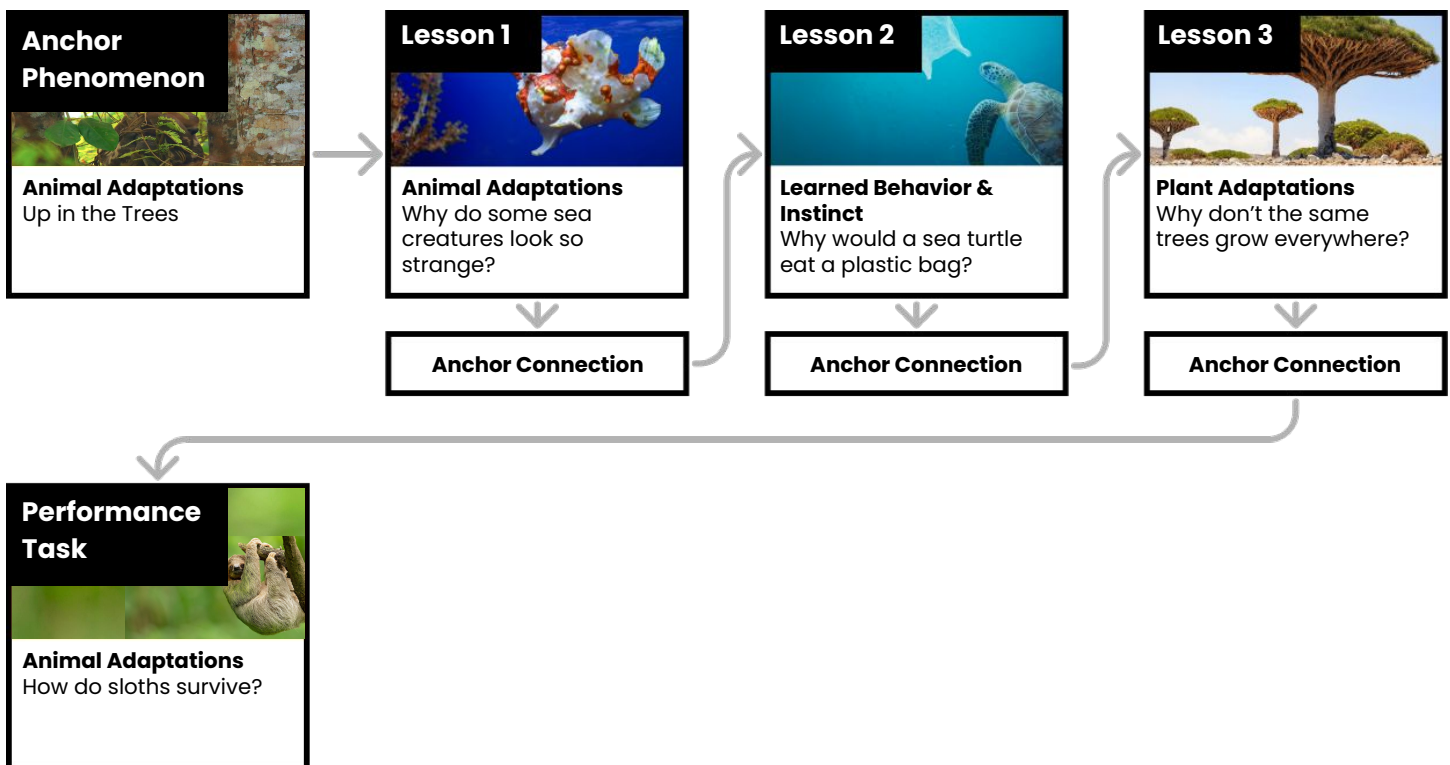 Anchor
Phenomenon
Animal Adaptations
Up in the Trees
Lesson 1
Animal Adaptations
Why do some sea
creatures look so
strange?
Anchor Connection
Lesson 2
Learned Behavior &
Instinct
Why would a sea turtle
eat a plastic bag?
Anchor Connection
Lesson 3
Plant Adaptations
Why don’t the same
trees grow everywhere?
Anchor Connection
Performance
Task
Animal Adaptations
How do sloths survive?